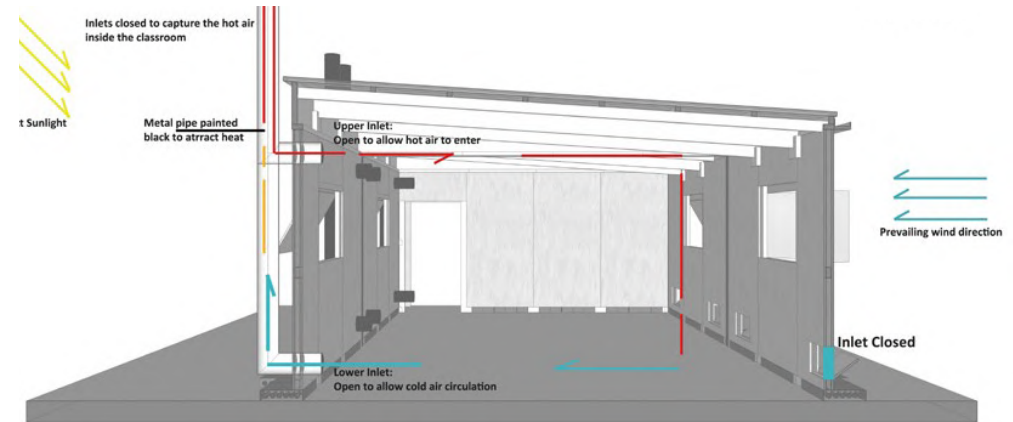 Inlets closed to capture the hot air
inside the classroom
t Sunlight
Metal pipe painted
black to atrract heat
Upper Inlet:
Open to allow hot air to enter
Prevailing wind direction
Inlet Closed
Lower Inlet:
Open to allow cold air circulation